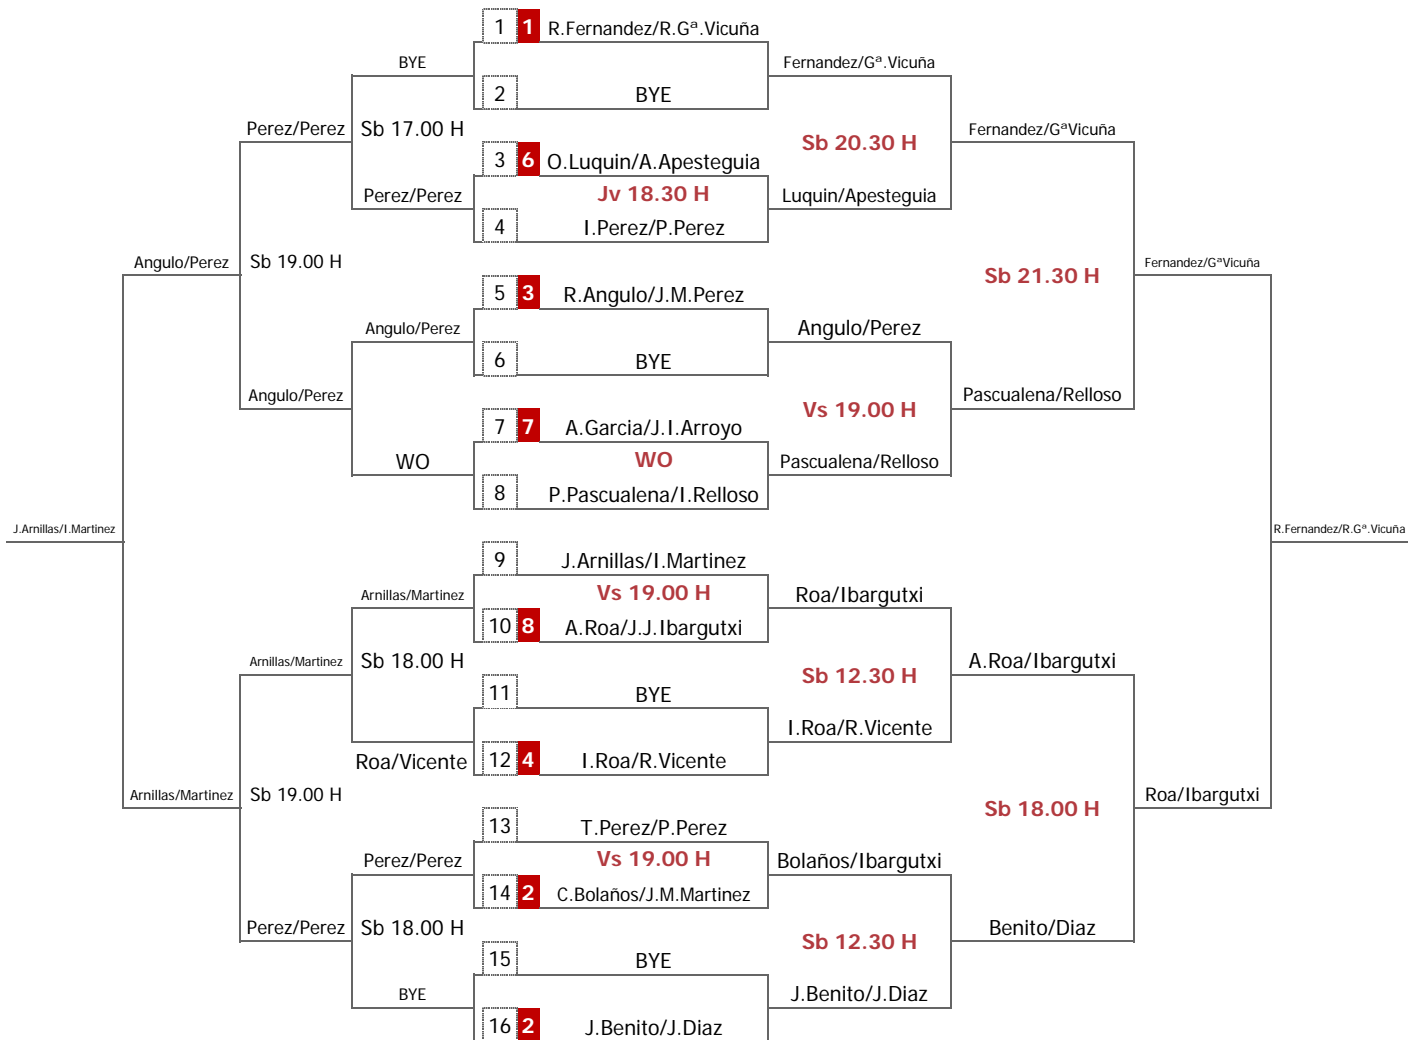 1 1 R.Fernandez/R.Gª.Vicuña
BYE Fernandez/Gª.Vicuña
2 BYE
Perez/Perez Sb 17.00 H Sb 20.30 H Fernandez/GªVicuña
3 6 O.Luquin/A.Apesteguia
Perez/Perez Jv 18.30 H Luquin/Apesteguia
4 I.Perez/P.Perez
Angulo/Perez Sb 19.00 H Sb 21.30 H Fernandez/GªVicuña
5 3 R.Angulo/J.M.Perez
Angulo/Perez Angulo/Perez
6 BYE
Angulo/Perez Vs 19.00 H Pascualena/Relloso
7 7 A.Garcia/J.I.Arroyo
WO WO Pascualena/Relloso
8 P.Pascualena/I.Relloso
J.Arnillas/I.Martinez R.Fernandez/R.Gª.Vicuña
9 J.Arnillas/I.Martinez
Arnillas/Martinez Vs 19.00 H Roa/Ibargutxi
10 8 A.Roa/J.J.Ibargutxi
Arnillas/Martinez Sb 18.00 H Sb 12.30 H A.Roa/Ibargutxi
11 BYE
I.Roa/R.Vicente
Roa/Vicente 12 4 I.Roa/R.Vicente
Arnillas/Martinez Sb 19.00 H Sb 18.00 H Roa/Ibargutxi
13 T.Perez/P.Perez
Perez/Perez Vs 19.00 H Bolaños/Ibargutxi
14 2 C.Bolaños/J.M.Martinez
Perez/Perez Sb 18.00 H Sb 12.30 H Benito/Diaz
15 BYE
BYE J.Benito/J.Diaz
16 2 J.Benito/J.Diaz